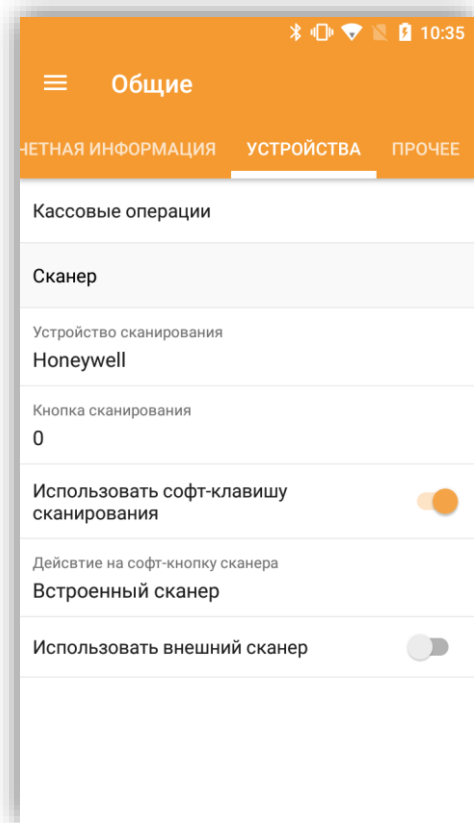 10:35
Общие
ЧЕТНАЯ ИНФОРМАЦИЯ УСТРОЙСТВА ПРОЧЕЕ
Кассовые операции
Сканер
Устройство сканирования
Honeywell
Кнопка сканирования
0
Использовать софт-клавишу
сканирования
Дейсвтие на софт-кнопку сканера
Встроенный сканер
Использовать внешний сканер